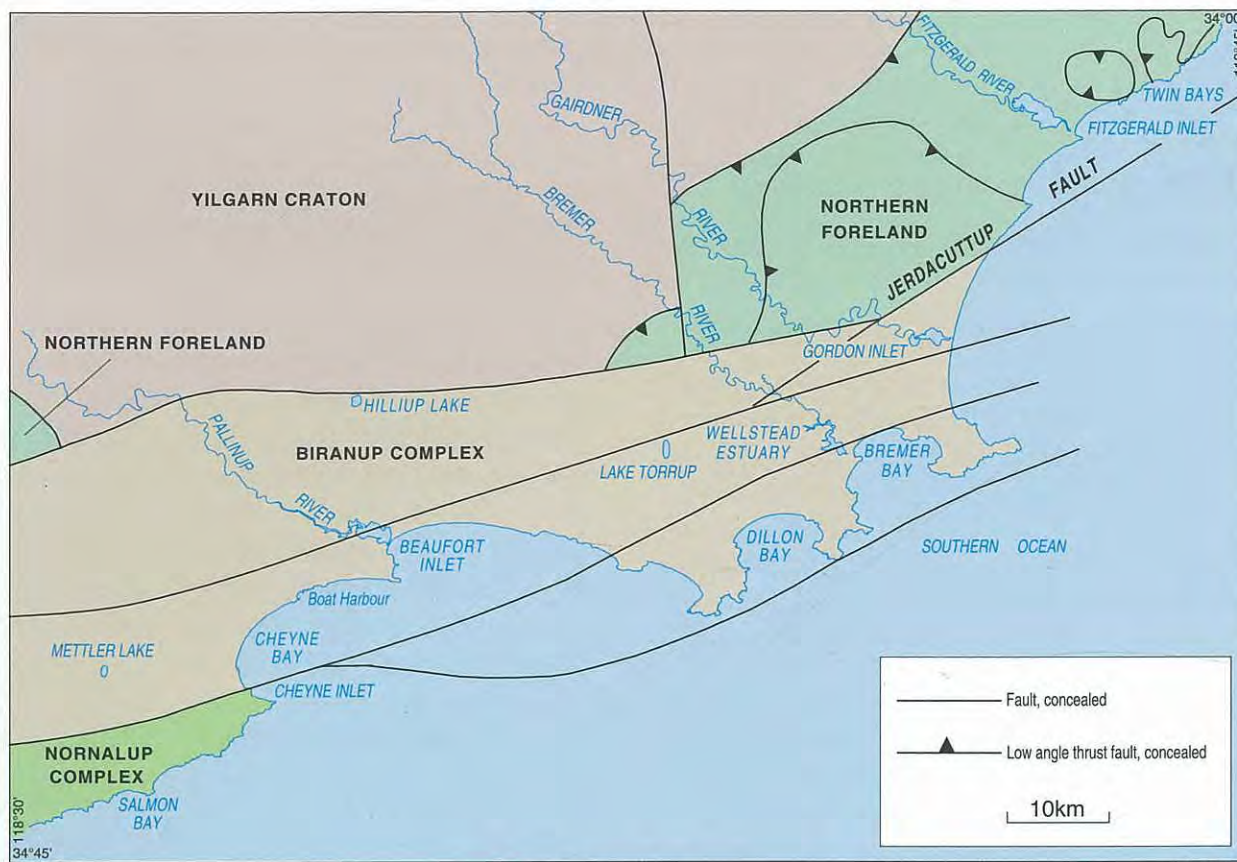 34°00'
119°45'
FITZGERALD RIVER
TWIN BAYS
FITZGERALD INLET
GAIRDNER
RIVER
YILGARN CRATON
BREMER
RIVER
NORTHERN
FORELAND
JERDACUTTUP
FAULT
NORTHERN FORELAND
GORDON INLET
HILLIUP LAKE
PALLINUP
RIVER
BIRANUP COMPLEX
WELLSTEAD
ESTUARY
LAKE TORRUP
BREMER
BAY
BEAUFORT
INLET
DILLON
BAY
SOUTHERN OCEAN
Boat Harbour
CHEYNE
BAY
METTLER LAKE
CHEYNE INLET
NORNALUP
COMPLEX
SALMON
BAY
118°30'
34°45'
Fault, concealed
Low angle thrust fault, concealed
10km